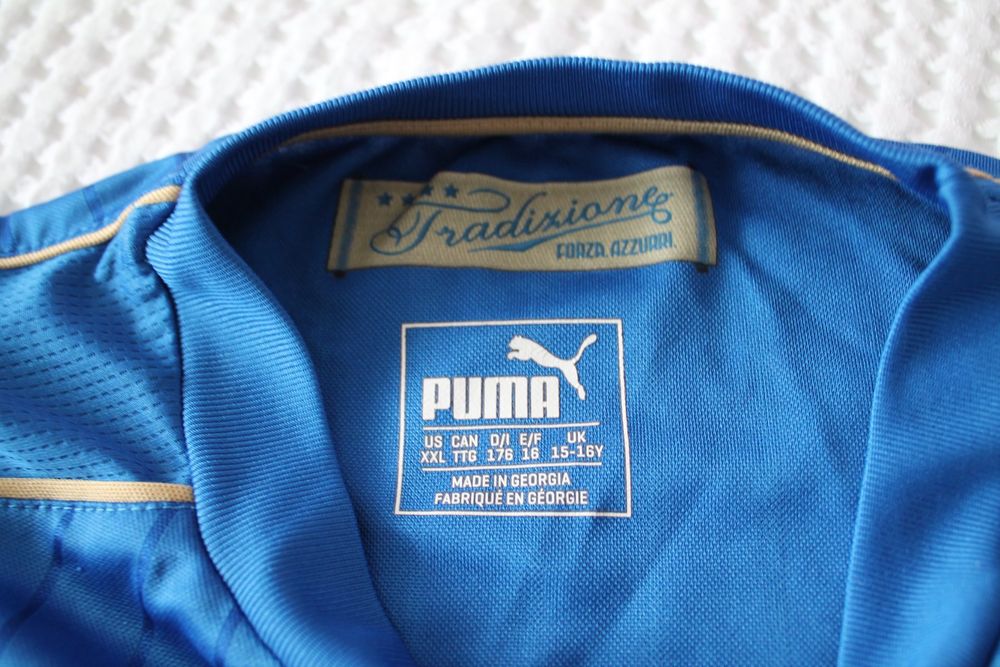 Tradizione
FORZA AZZURRI.
PUMA
US CAN D/I E/F UK
XXL TTG 176 16 15-16Y
MADE IN GEORGIA
FABRIQUÉ EN GÉORGIE